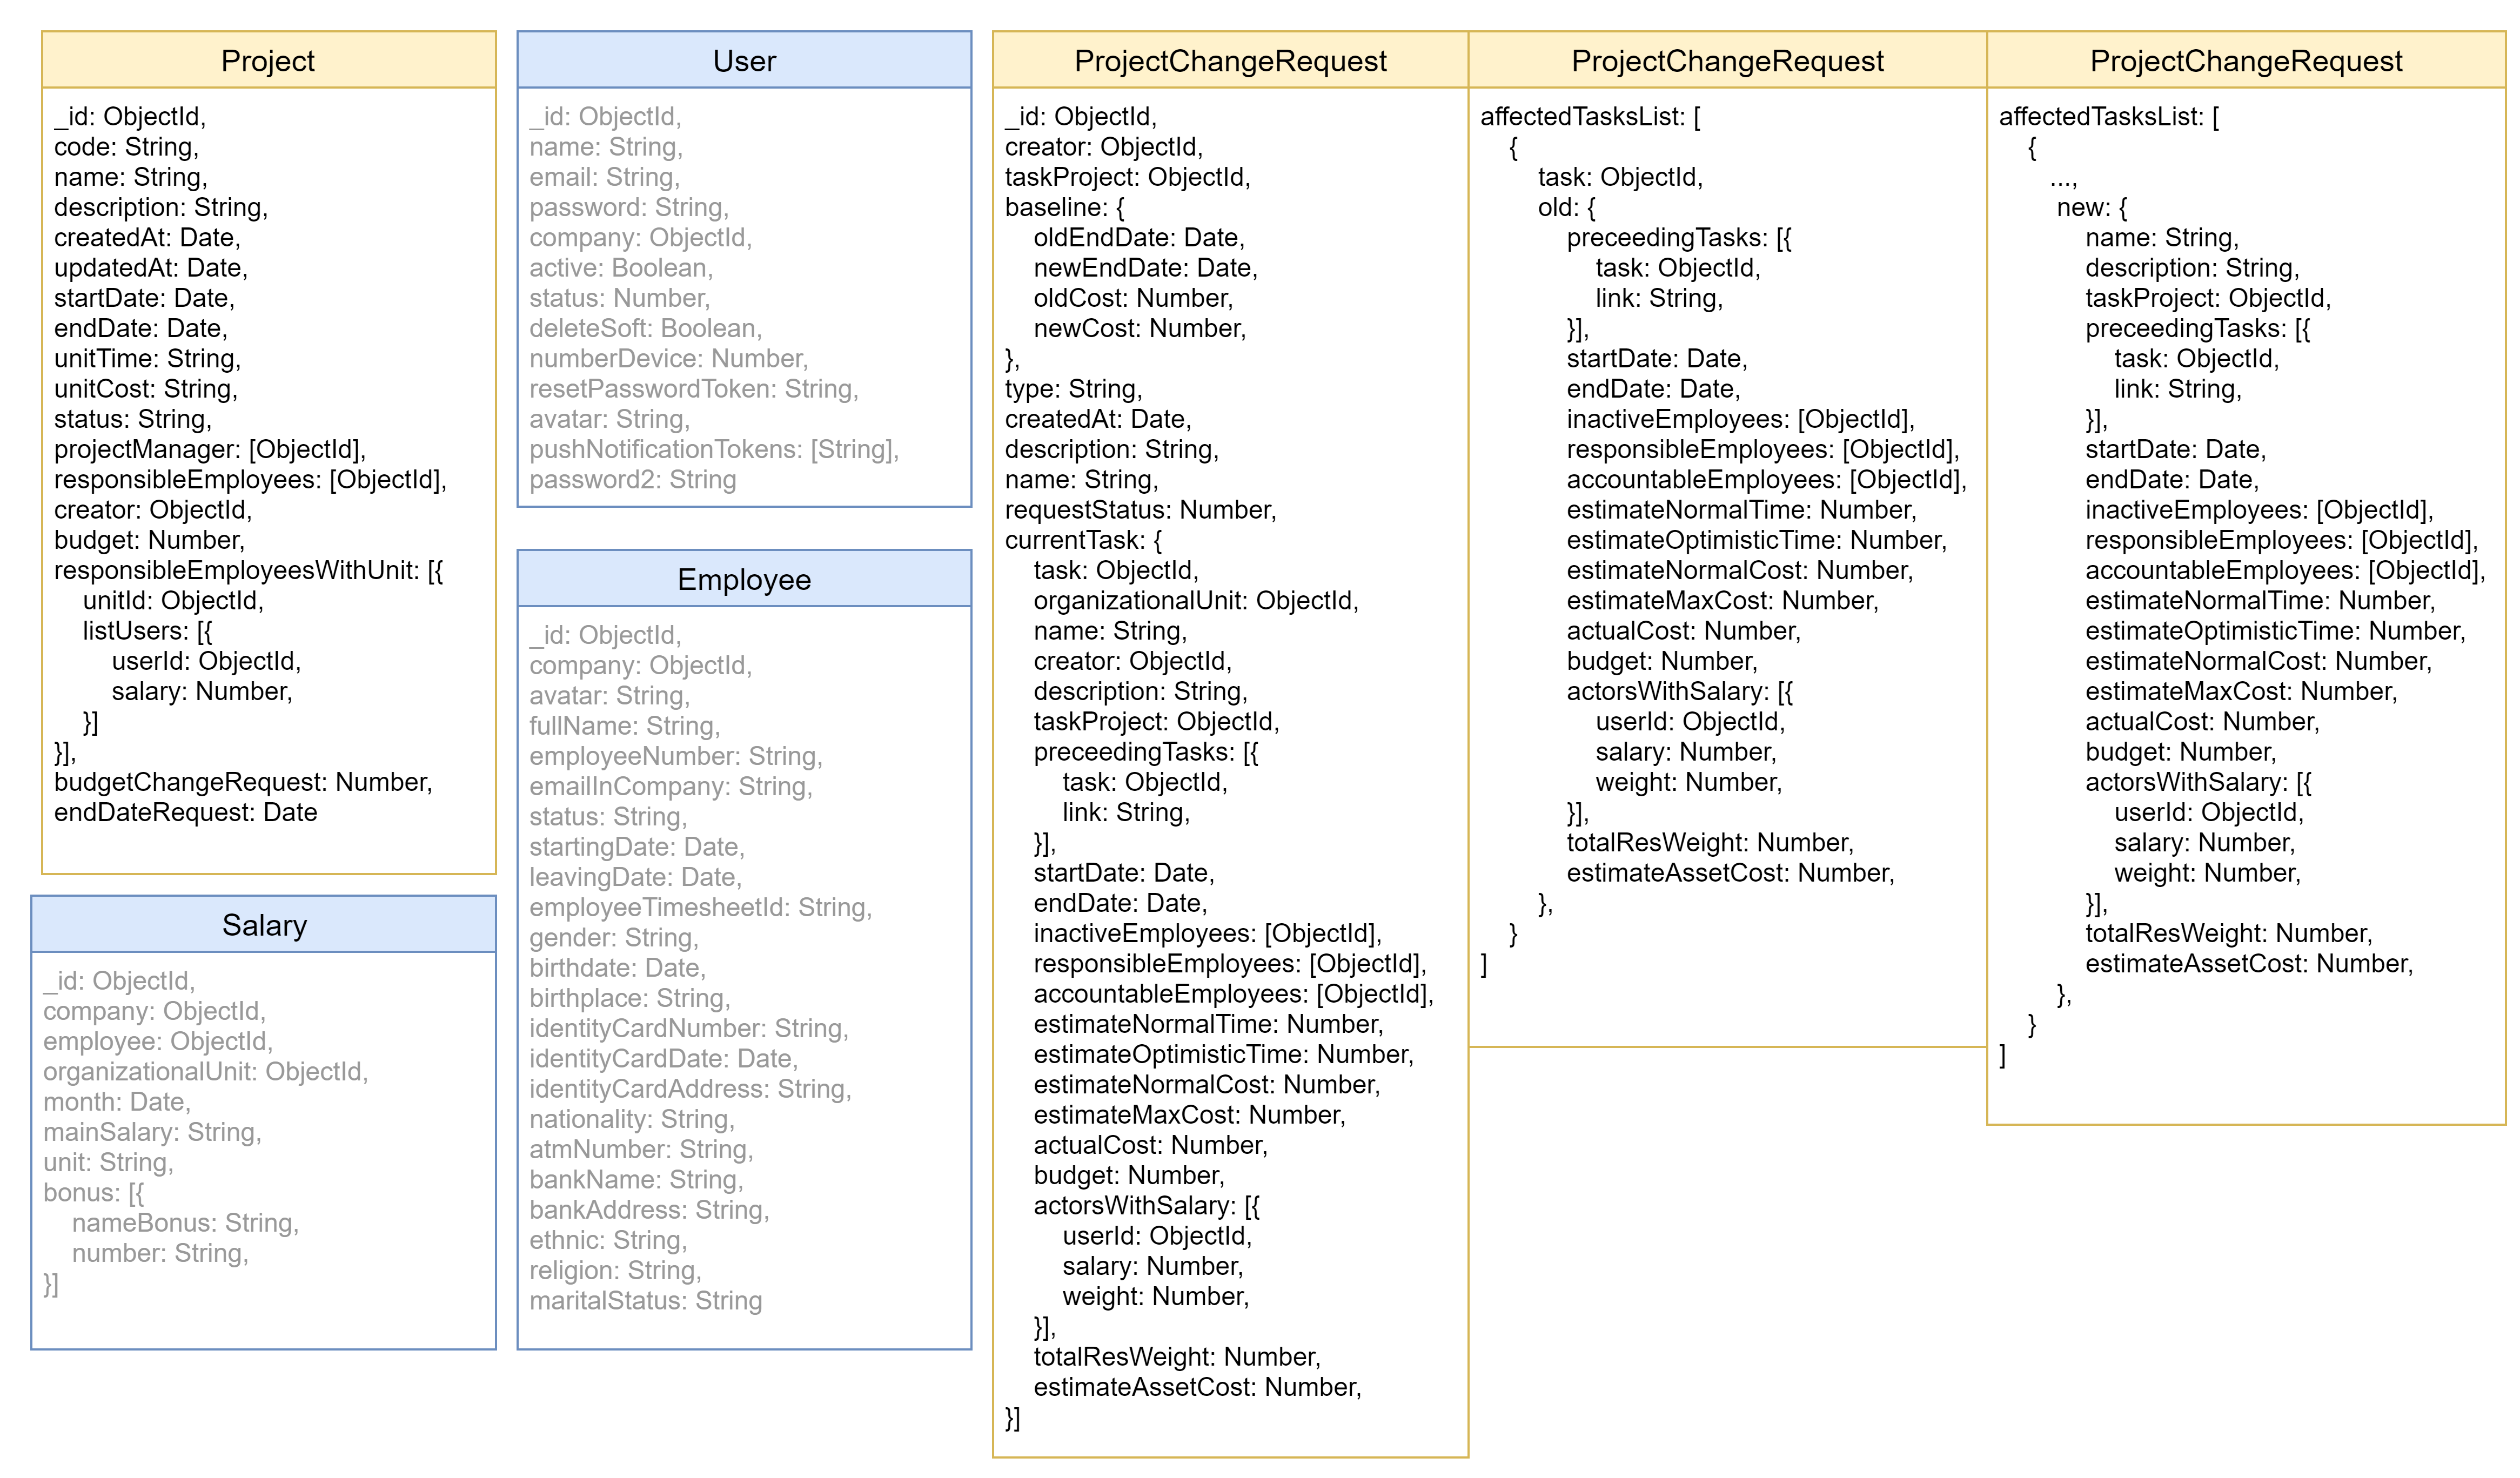 Project
_id: ObjectId,
code: String,
name: String,
description: String,
createdAt: Date,
updatedAt: Date,
startDate: Date,
endDate: Date,
unitTime: String,
unitCost: String,
status: String,
projectManager: [ObjectId],
responsibleEmployees: [ObjectId],
creator: ObjectId,
budget: Number,
responsibleEmployeesWithUnit: [{
unitId: ObjectId,
listUsers: [{
userId: ObjectId,
salary: Number,
}]
}],
budgetChangeRequest: Number,
endDateRequest: Date
Salary
_id: ObjectId,
company: ObjectId,
employee: ObjectId,
organizationalUnit: ObjectId,
month: Date,
mainSalary: String,
unit: String,
bonus: [{
nameBonus: String,
number: String,
}]
User
_id: ObjectId,
name: String,
email: String,
password: String,
company: ObjectId,
active: Boolean,
status: Number,
deleteSoft: Boolean,
numberDevice: Number,
resetPasswordToken: String,
avatar: String,
pushNotificationTokens: [String],
password2: String
Employee
_id: ObjectId,
company: ObjectId,
avatar: String,
fullName: String,
employeeNumber: String,
emailInCompany: String,
status: String,
startingDate: Date,
leavingDate: Date,
employeeTimesheetId: String,
gender: String,
birthdate: Date,
birthplace: String,
identityCardNumber: String,
identityCardDate: Date,
identityCardAddress: String,
nationality: String,
atmNumber: String,
bankName: String,
bankAddress: String,
ethnic: String,
religion: String,
maritalStatus: String
ProjectChangeRequest
_id: ObjectId,
creator: ObjectId,
taskProject: ObjectId,
baseline: {
oldEndDate: Date,
newEndDate: Date,
oldCost: Number,
newCost: Number,
},
type: String,
createdAt: Date,
description: String,
name: String,
requestStatus: Number,
currentTask: {
task: ObjectId,
organizationalUnit: ObjectId,
name: String,
creator: ObjectId,
description: String,
taskProject: ObjectId,
preceedingTasks: [{
task: ObjectId,
link: String,
}],
startDate: Date,
endDate: Date,
inactiveEmployees: [ObjectId],
responsibleEmployees: [ObjectId],
accountableEmployees: [ObjectId],
estimateNormalTime: Number,
estimateOptimisticTime: Number,
estimateNormalCost: Number,
estimateMaxCost: Number,
actualCost: Number,
budget: Number,
actorsWithSalary: [{
userId: ObjectId,
salary: Number,
weight: Number,
}],
totalResWeight: Number,
estimateAssetCost: Number,
}]
ProjectChangeRequest
affectedTasksList: [
{
task: ObjectId,
old: {
preceedingTasks: [{
task: ObjectId,
link: String,
}],
startDate: Date,
endDate: Date,
inactiveEmployees: [ObjectId],
responsibleEmployees: [ObjectId],
accountableEmployees: [ObjectId],
estimateNormalTime: Number,
estimateOptimisticTime: Number,
estimateNormalCost: Number,
estimateMaxCost: Number,
actualCost: Number,
budget: Number,
actorsWithSalary: [{
userId: ObjectId,
salary: Number,
weight: Number,
}],
totalResWeight: Number,
estimateAssetCost: Number,
},
}
]
ProjectChangeRequest
affectedTasksList: [
{
...,
new: {
name: String,
description: String,
taskProject: ObjectId,
preceedingTasks: [{
task: ObjectId,
link: String,
}],
startDate: Date,
endDate: Date,
inactiveEmployees: [ObjectId],
responsibleEmployees: [ObjectId],
accountableEmployees: [ObjectId],
estimateNormalTime: Number,
estimateOptimisticTime: Number,
estimateNormalCost: Number,
estimateMaxCost: Number,
actualCost: Number,
budget: Number,
actorsWithSalary: [{
userId: ObjectId,
salary: Number,
weight: Number,
}],
totalResWeight: Number,
estimateAssetCost: Number,
},
}
]